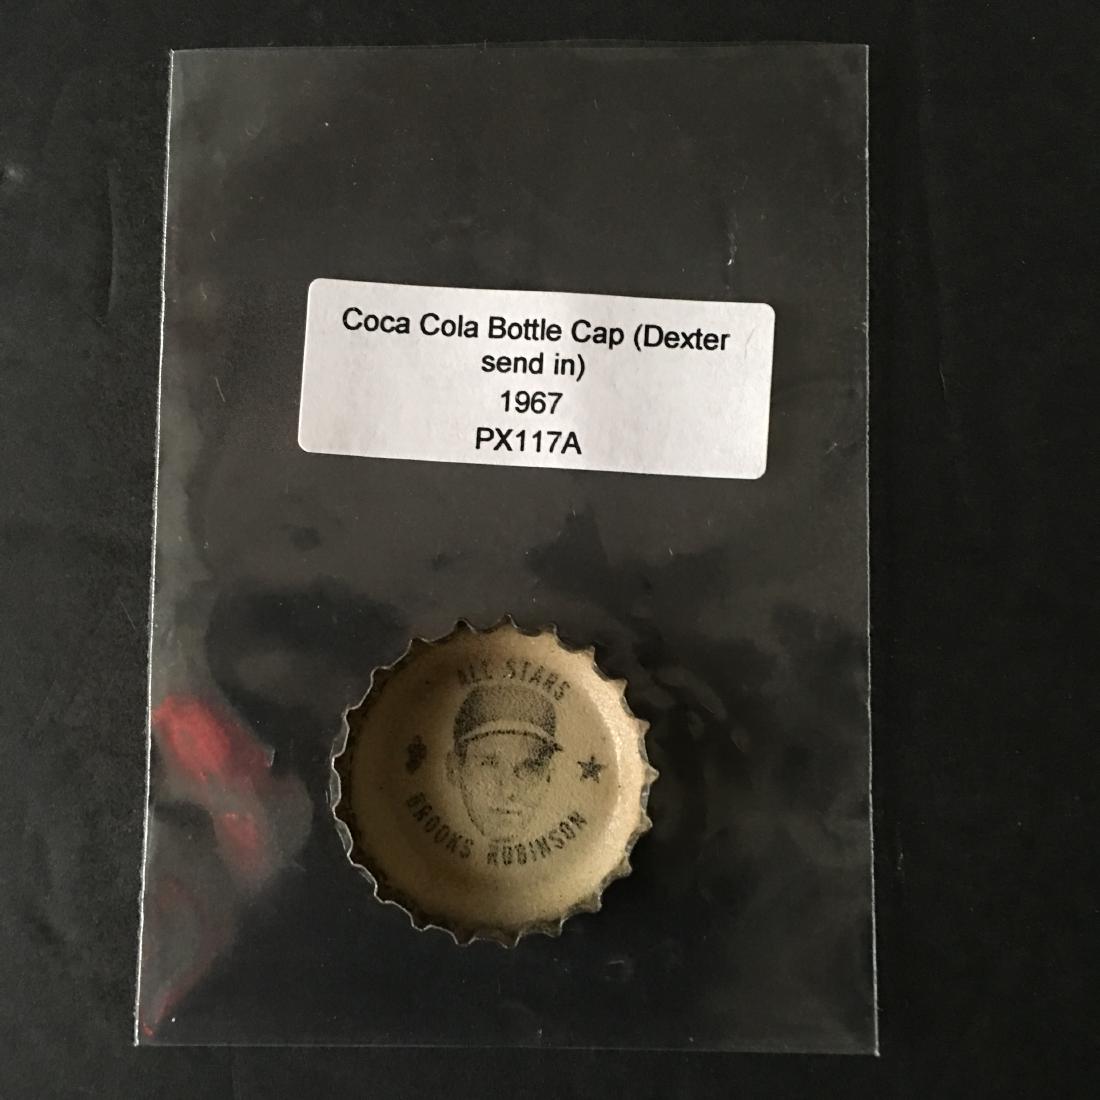 Coca Cola Bottle Cap (Dexter
send in)
1967
PX117A
ALL STARS
BROOKS ROBINSON